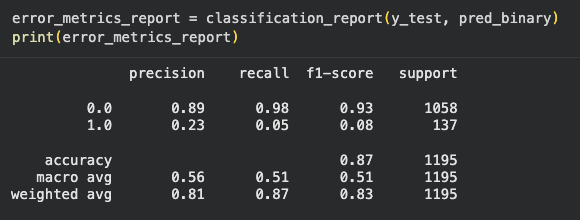 error_metrics_report = classification_report(y_test, pred_binary)
print(error_metrics_report)
precision recall f1-score support
0.0 0.89 0.98 0.93 1058
1.0 0.23 0.05 0.08 137
accuracy 0.87 1195
macro avg 0.56 0.51 0.51 1195
weighted avg 0.81 0.87 0.83 1195